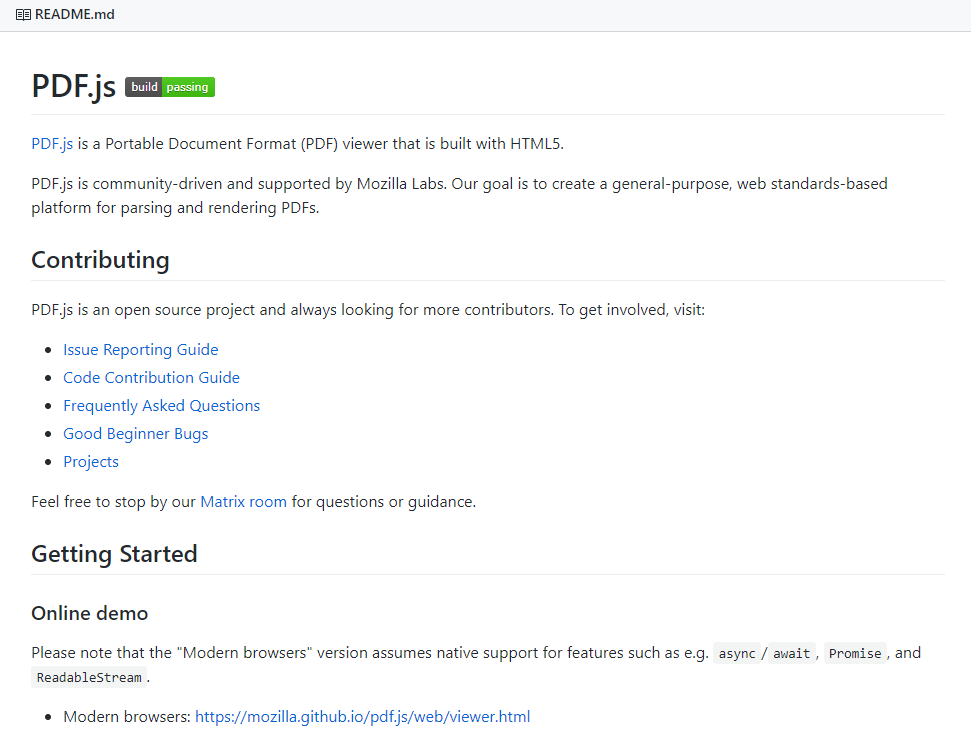 README.md
PDF.js build passing
PDF.js is a Portable Document Format (PDF) viewer that is built with HTML5.
PDF.js is community-driven and supported by Mozilla Labs. Our goal is to create a general-purpose, web standards-based
platform for parsing and rendering PDFs.
Contributing
PDF.js is an open source project and always looking for more contributors. To get involved, visit:
Issue Reporting Guide
Code Contribution Guide
Frequently Asked Questions
Good Beginner Bugs
Projects
Feel free to stop by our Matrix room for questions or guidance.
Getting Started
Online demo
Please note that the "Modern browsers" version assumes native support for features such as e.g. async / await , Promise , and
ReadableStream .
Modern browsers: https://mozilla.github.io/pdf.js/web/viewer.html